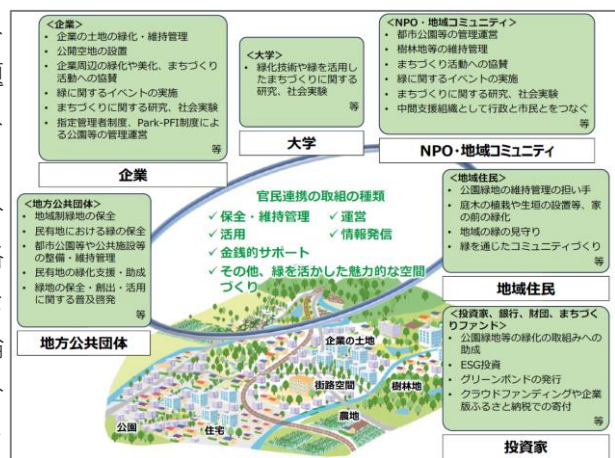 <企業>
• 企業の土地の緑化・維持管理
• 公開空地の設置
• 企業周辺の緑化や美化、まちづくり
活動への協賛
• 緑に関するイベントの実施
• まちづくりに関する研究、社会実験
• 指定管理者制度、Park-PFI制度に
よる公園等の管理運営
等
企業
<大学>
• 緑化技術や緑を活用し
たまちづくりに関する
研究、社会実験
等
大学
<NPO・地域コミュニティ>
• 都市公園等の管理運営
• 樹林地等の維持管理
• まちづくり活動への協賛
• 緑に関するイベントの実施
• まちづくりに関する研究、社会実験
• 中間支援組織として行政と市民とをつなぐ
等
NPO・地域コミュニティ
<地方公共団体>
• 地域制緑地の保全
• 民有地における緑の保全
• 都市公園等や公共施設等
の整備・維持管理
• 民有地の緑化支援・助成
• 緑地の保全・創出・活用
に関する普及啓発
等
地方公共団体
官民連携の取組の種類
✓保全・維持管理 ✓運営
✓活用 ✓情報発信
✓金銭的サポート
✓その他、緑を活かした魅力的な空間
づくり
<地域住民>
• 公園緑地の維持管理の担い手
• 庭木の植栽や生垣の設置等、家
の前の緑化
• 地域の緑の見守り
• 緑を通じたコミュニティづくり
等
地域住民
<投資家、銀行、財団、まちづく
りファンド>
• 公園緑地等の緑化の取組みへの
助成
• ESG投資
• グリーンボンドの発行
• クラウドファンディングや企業
版ふるさと納税での寄付
等
投資家
企業の土地
街路空間
樹林地
農地
公園
住宅